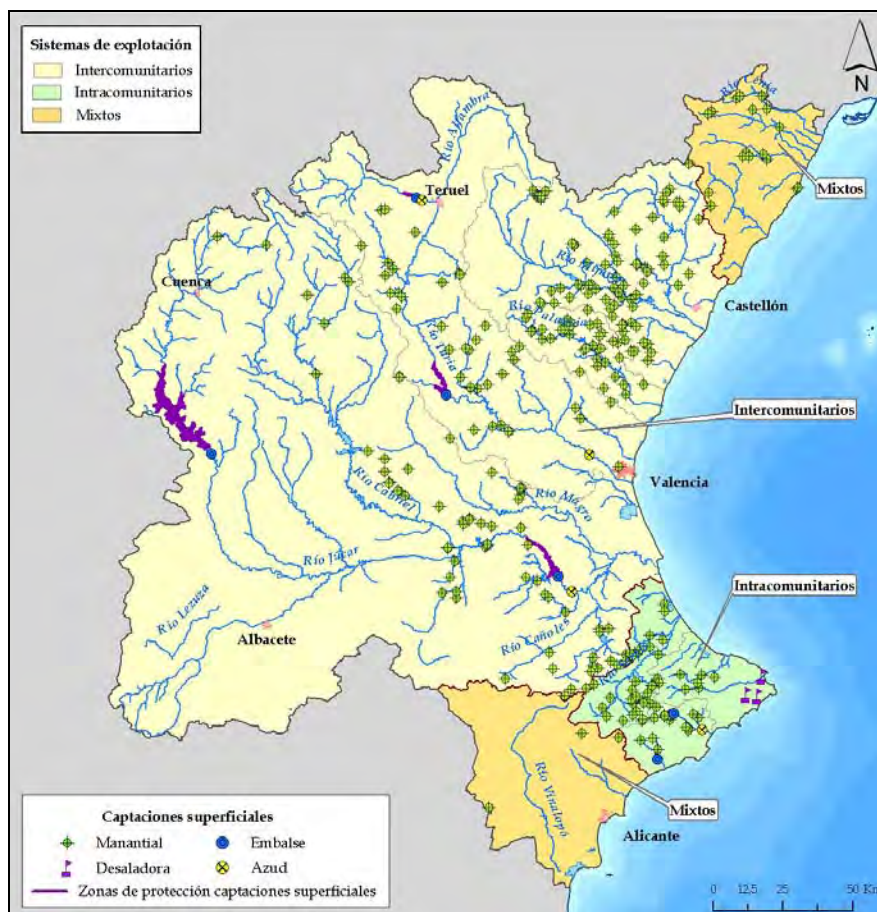 Sistemas de explotación
Intercomunitarios
Intracomunitarios
Mixtos
N
Río Cenia
Río Alfambra
Mixtos
Teruel
Cuenca
Río Mijares
Río Palancia
Castellón
Río Turia
Intercomunitarios
Valencia
Río Cabriel
Río Magro
Río Júcar
Intracomunitarios
Río Lezuza
Albacete
Río Cañoles
Río Vinalopó
Mixtos
Alicante
Captaciones superficiales
Manantial
Embalse
Desaladora
Azud
Zonas de protección captaciones superficiales
0 12,5 25 50 Km